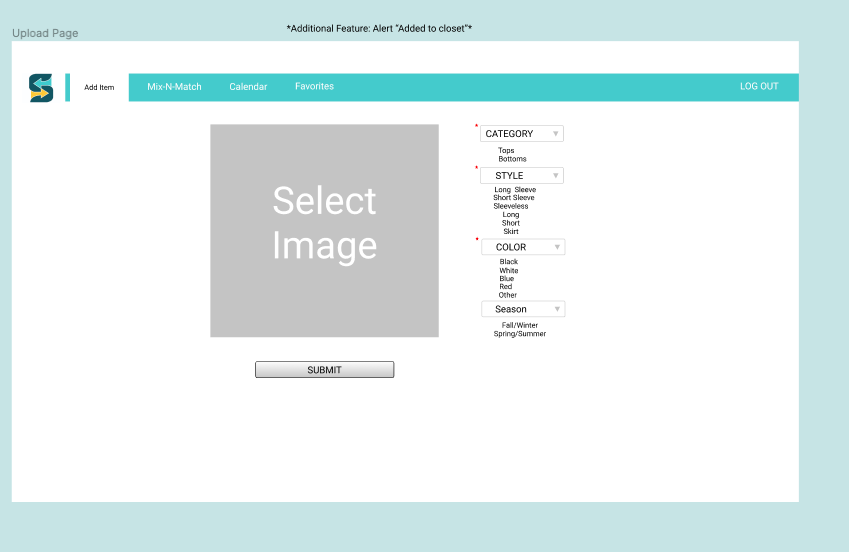 *Additional Feature: Alert "Added to closet"*
Upload Page
Add Item
Mix-N-Match
Calendar
Favorites
LOG OUT
Select
Image
* CATEGORY
Tops
Bottoms
* STYLE
Long Sleeve
Short Sleeve
Sleeveless
Long
Short
Skirt
* COLOR
Black
White
Blue
Red
Other
Season
Fall/Winter
Spring/Summer
SUBMIT